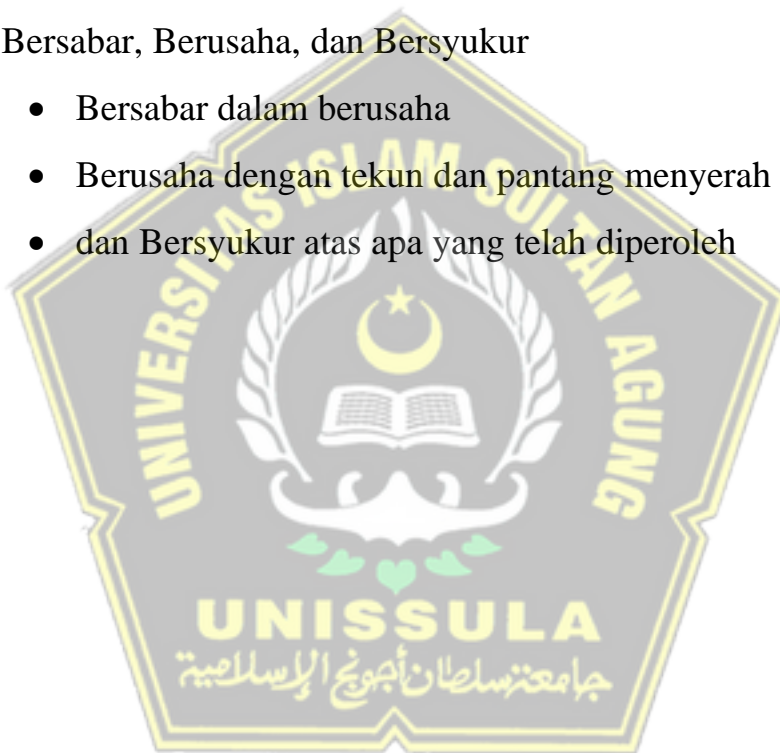 Bersabar, Berusaha, dan Bersyukur
• Bersabar dalam berusaha
• Berusaha dengan tekun dan pantang menyerah
• dan Bersyukur atas apa yang telah diperoleh
UNIVERSITAS ISLAM SULTAN AGUNG
UNISSULA
جامعة سلطان أجونج الإسلامية